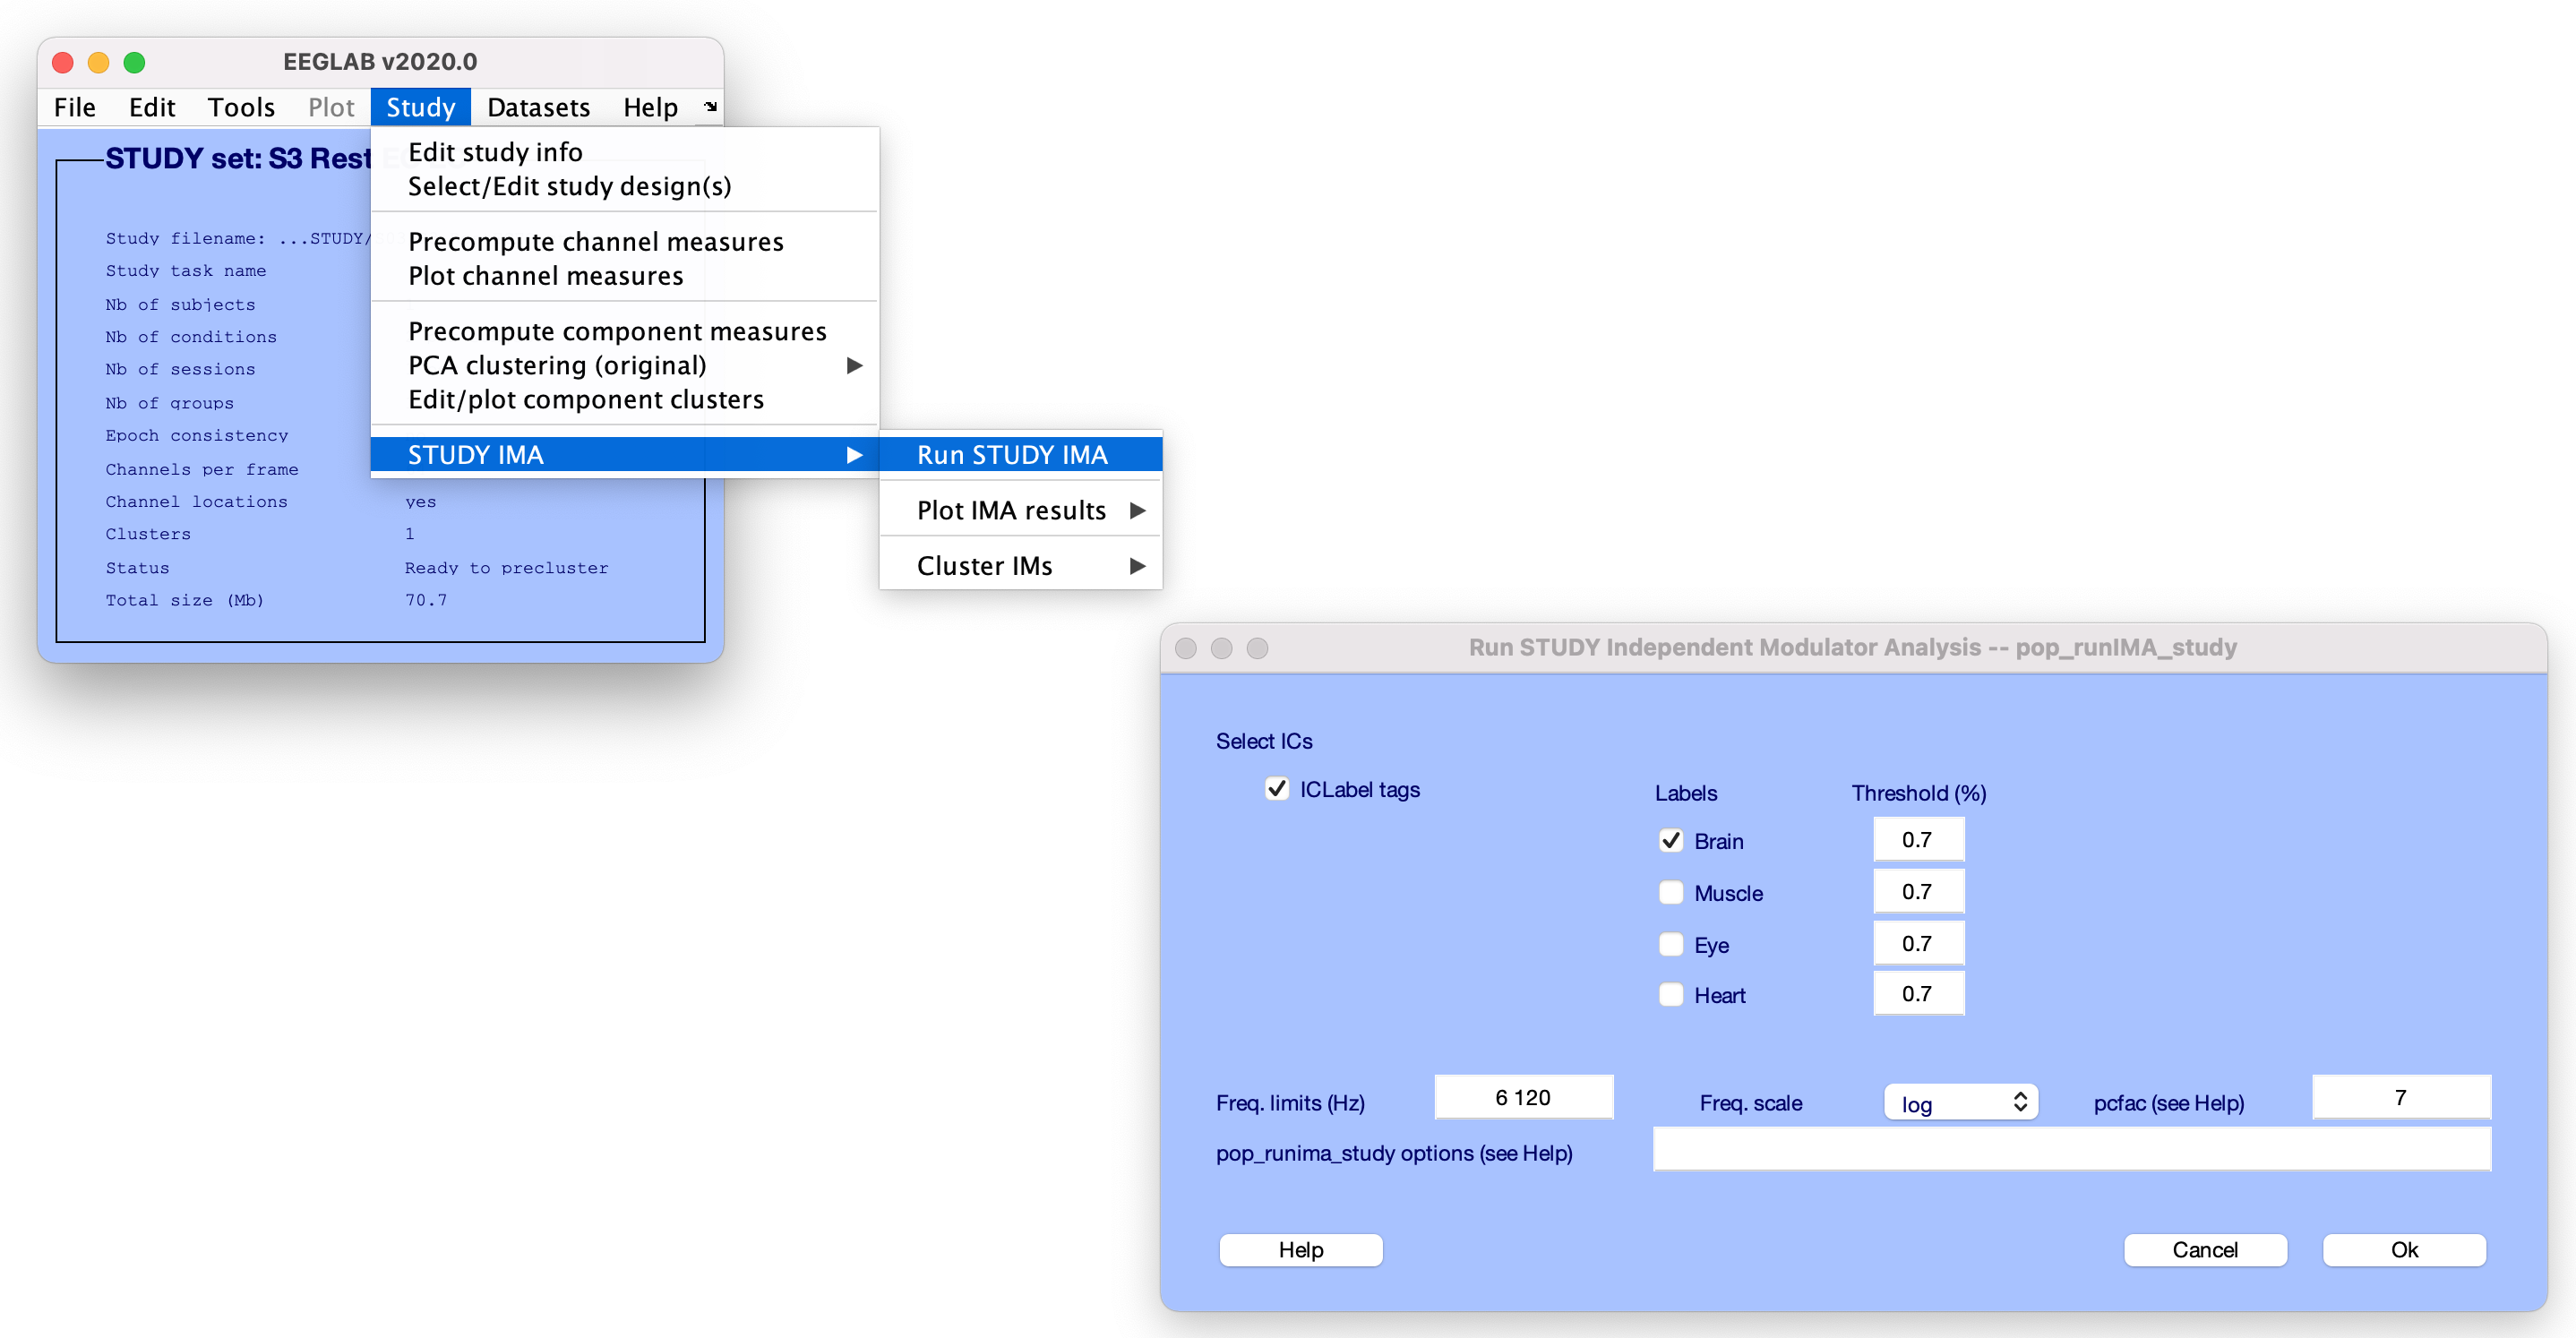 EEGLAB v2020.0
File Edit Tools Plot Study Datasets Help
STUDY set: S3 Rest
Study filename: ...STUDY/
Study task name
Nb of subjects
Nb of conditions
Nb of sessions
Nb of groups
Epoch consistency
Channels per frame
Channel locations yes
Clusters 1
Status Ready to precluster
Total size (Mb) 70.7
Edit study info
Select/Edit study design(s)
Precompute channel measures
Plot channel measures
Precompute component measures
PCA clustering (original)
Edit/plot component clusters
STUDY IMA
Run STUDY IMA
Plot IMA results
Cluster IMs
Run STUDY Independent Modulator Analysis -- pop_runIMA_study
Select ICs
ICLabel tags
Labels Threshold (%)
Brain 0.7
Muscle 0.7
Eye 0.7
Heart 0.7
Freq. limits (Hz) 6 120 Freq. scale log pcfac (see Help) 7
pop_runima_study options (see Help)
Help Cancel Ok